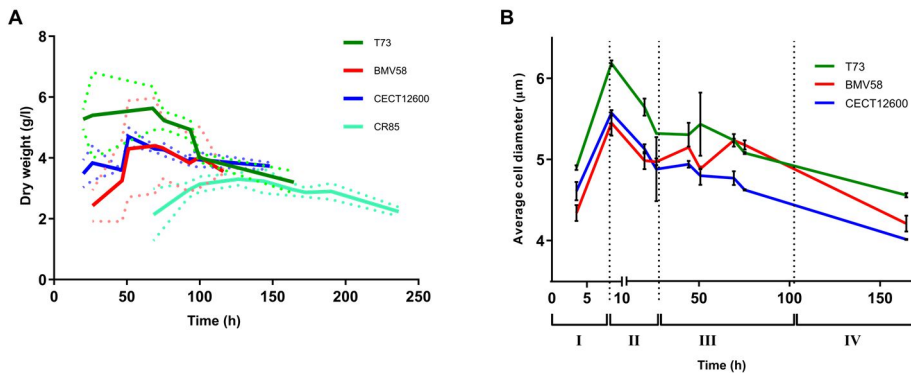 A
Dry weight (g/l)
8
6
4
2
0
0 50 100 150 200 250
Time (h)
T73
BMV58
CECT12600
CR85
B
Average cell diameter (μm)
6
5
4
0 5 10 50 100 150
I II III IV
Time (h)
T73
BMV58
CECT12600